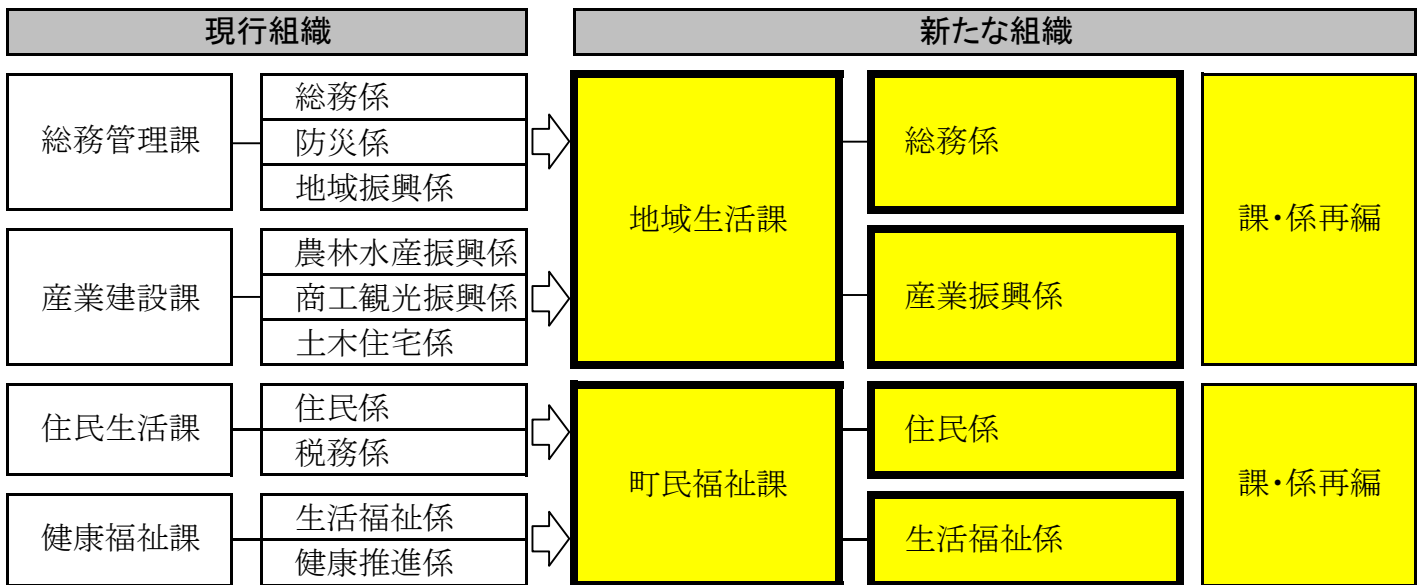 現行組織
新たな組織
総務管理課
総務係
防災係
地域振興係
産業建設課
農林水産振興係
商工観光振興係
土木住宅係
地域生活課
総務係
産業振興係
課・係再編
住民生活課
住民係
税務係
健康福祉課
生活福祉係
健康推進係
町民福祉課
住民係
生活福祉係
課・係再編